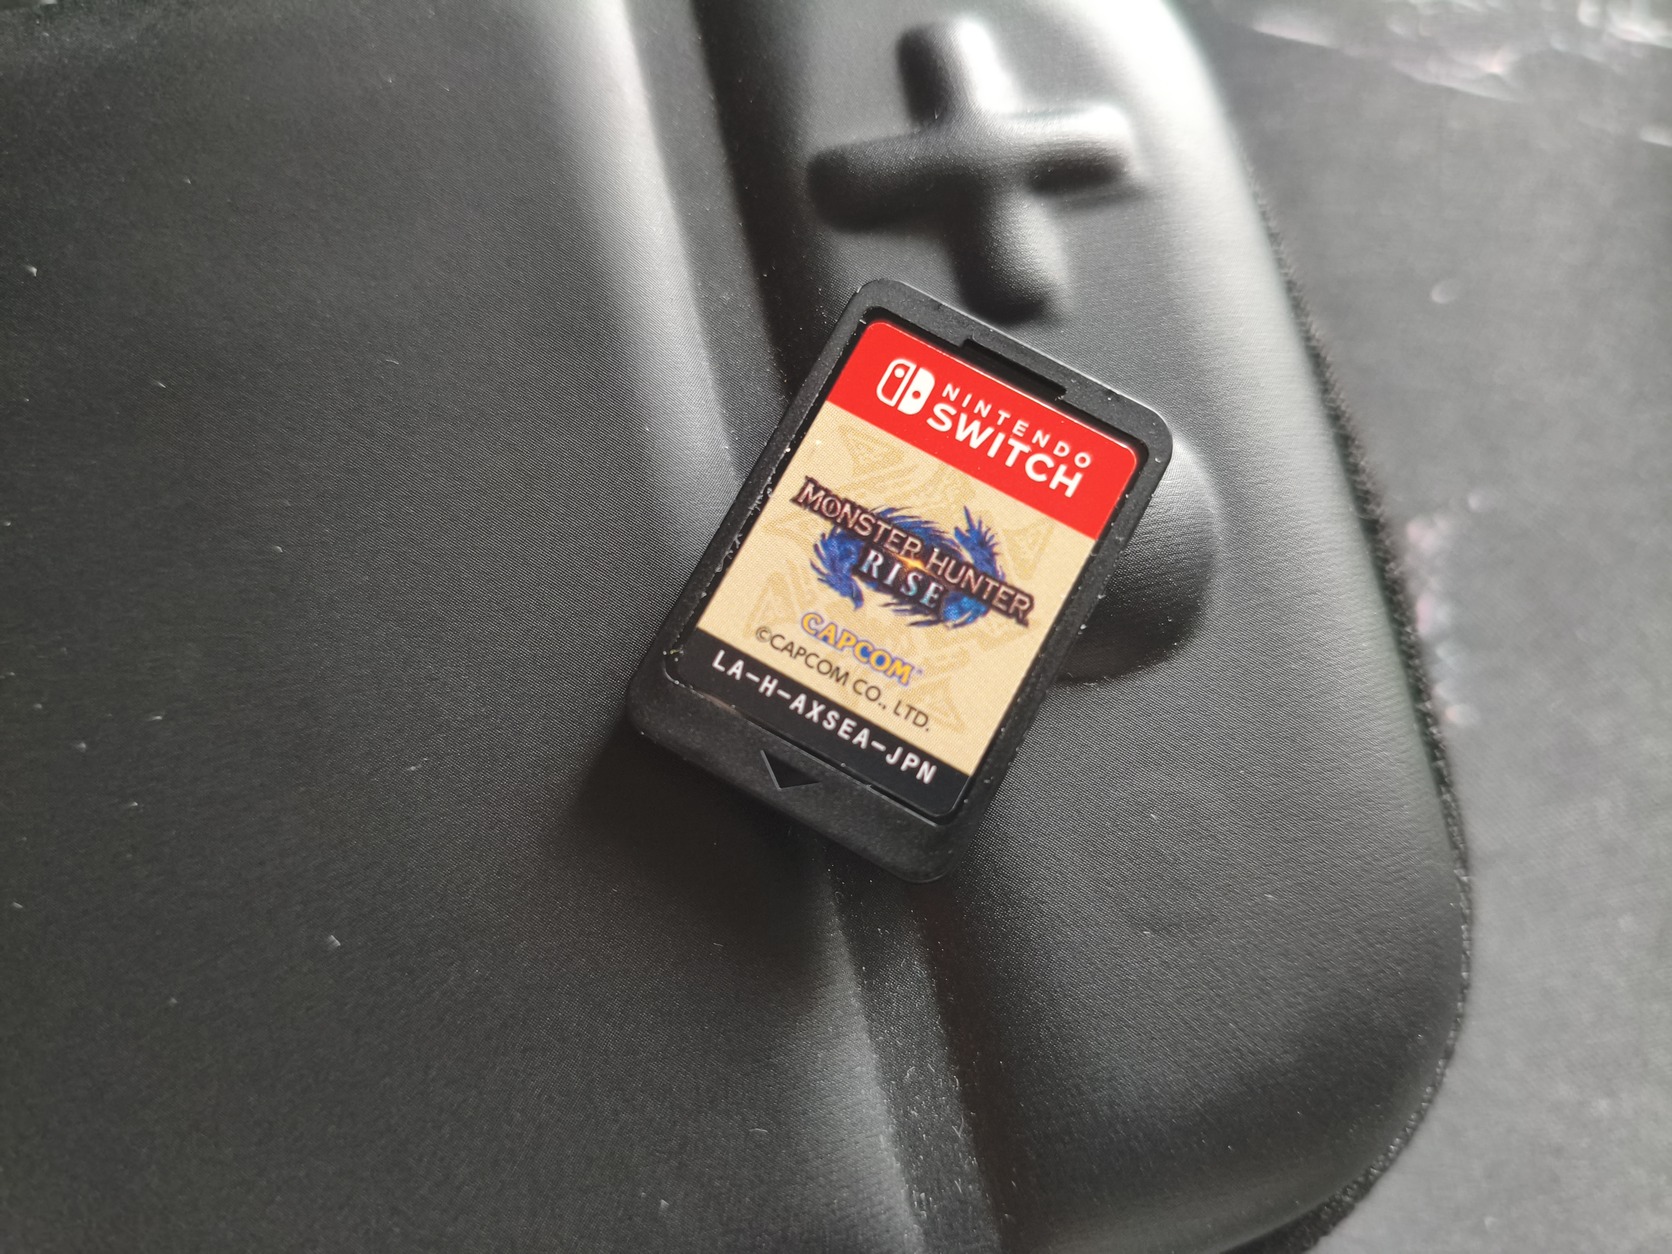 NINTENDO
SWITCH
MONSTER HUNTER
RISE
CAPCOM
©CAPCOM CO., LTD.
LA-H-AXSEA-JPN